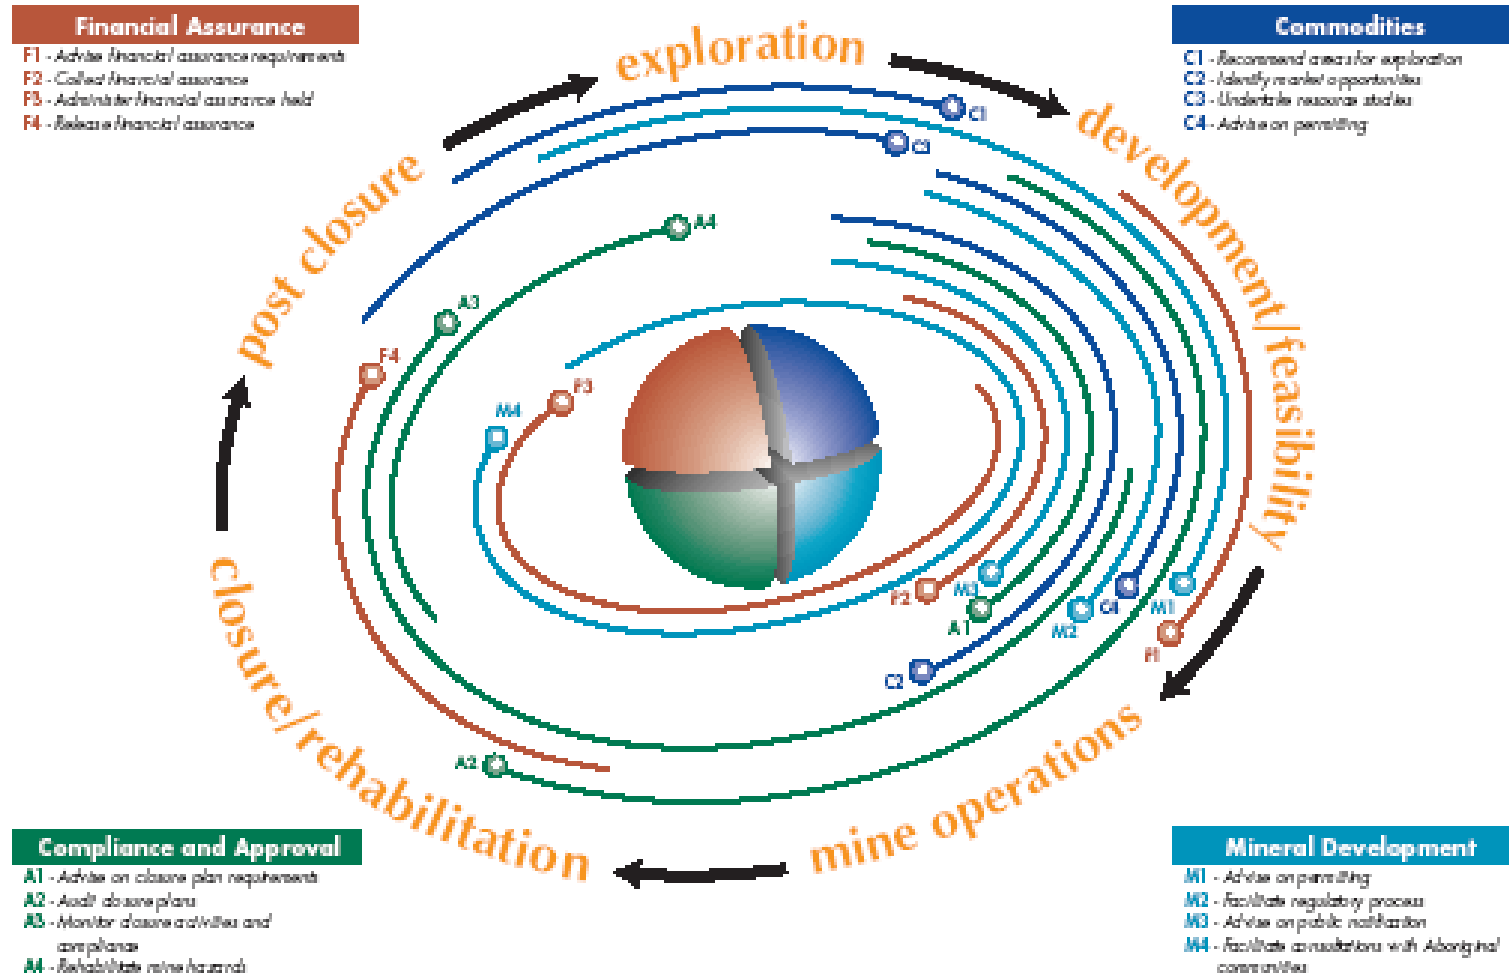 Financial Assurance
F1 - Advise financial assurance requirements
F2 - Collect financial assurance
F3 - Administer financial assurance held
F4 - Release financial assurance
Commodities
C1 - Recommend areas for exploration
C2 - Identify market opportunities
C3 - Undertake resource studies
C4 - Advise on permitting
exploration
development/feasibility
mine operations
closure/rehabilitation
post closure
C1
C3
A4
A3
F4
F3
M4
F2
M3
A1
M2
C4
M1
F1
C2
A2
Compliance and Approval
A1 - Advise on closure plan requirements
A2 - Audit closure plans
A3 - Monitor closure activities and
compliance
A4 - Rehabilitate mine hazards
Mineral Development
M1 - Advise on permitting
M2 - Facilitate regulatory process
M3 - Advise on public notification
M4 - Facilitate consultations with Aboriginal
communities